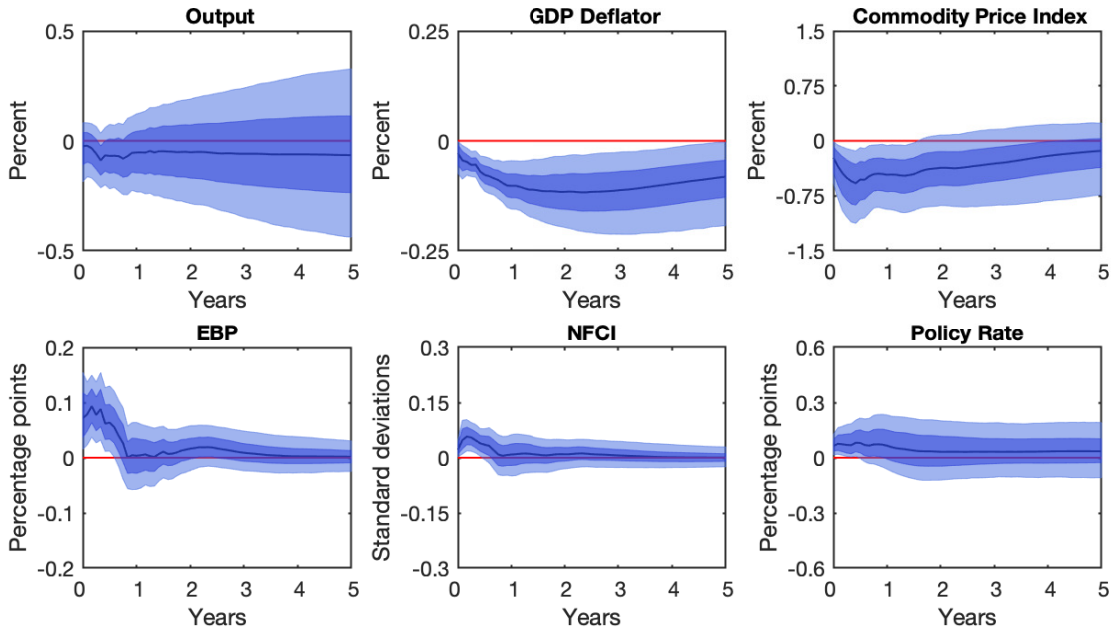 Output
0.5
0
-0.5
Percent
0 1 2 3 4 5
Years
GDP Deflator
0.25
0
-0.25
Percent
0 1 2 3 4 5
Years
Commodity Price Index
1.5
0.75
0
-0.75
-1.5
Percent
0 1 2 3 4 5
Years
EBP
0.2
0.1
0
-0.1
-0.2
Percentage points
0 1 2 3 4 5
Years
NFCI
0.3
0.15
0
-0.15
-0.3
Standard deviations
0 1 2 3 4 5
Years
Policy Rate
0.6
0.3
0
-0.3
-0.6
Percentage points
0 1 2 3 4 5
Years